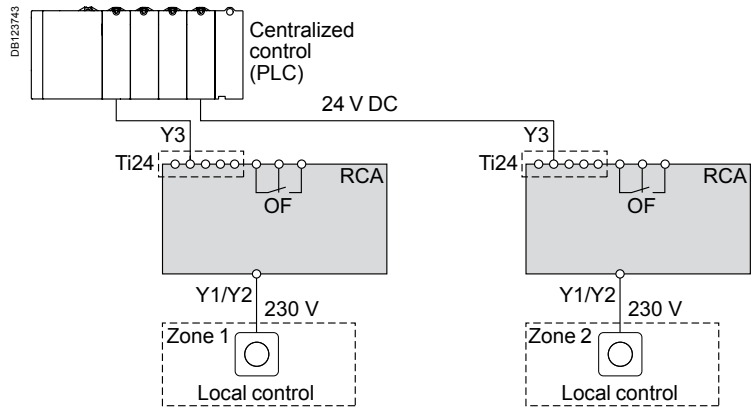 DB123743
Centralized
control
(PLC)
24 V DC
Y3
Y3
Ti24
RCA
OF
Ti24
RCA
OF
Y1/Y2
230 V
Y1/Y2
230 V
Zone 1
Local control
Zone 2
Local control